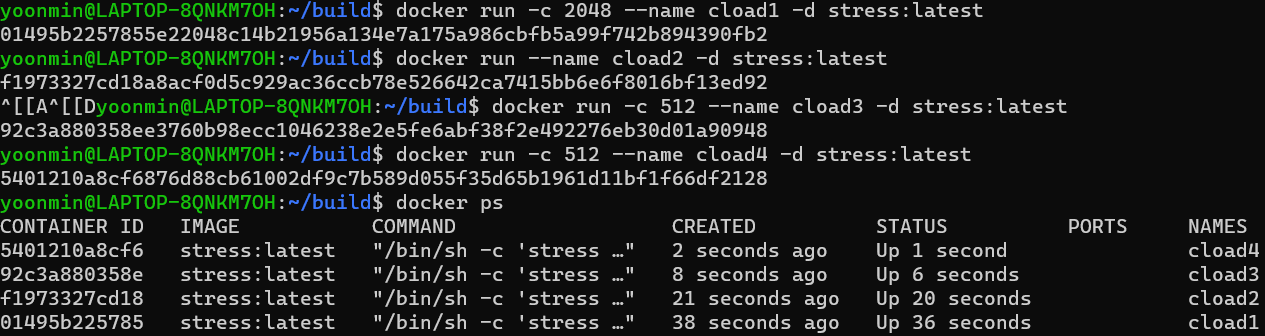 yoonmin@LAPTOP-8QNKM7OH:~/build$ docker run -c 2048 --name cload1 -d stress:latest
01495b2257855e22048c14b21956a134e7a175a986cbfb5a99f742b894390fb2
yoonmin@LAPTOP-8QNKM7OH:~/build$ docker run --name cload2 -d stress:latest
f1973327cd18a8acf0d5c929ac36ccb78e526642ca7415bb6e6f8016bf13ed92
^[[A^[[Dyoonmin@LAPTOP-8QNKM7OH:~/build$ docker run -c 512 --name cload3 -d stress:latest
92c3a880358ee3760b98ecc1046238e2e5fe6abf38f2e492276eb30d01a90948
yoonmin@LAPTOP-8QNKM7OH:~/build$ docker run -c 512 --name cload4 -d stress:latest
5401210a8cf6876d88cb61002df9c7b589d055f35d65b1961d11bf1f66df2128
yoonmin@LAPTOP-8QNKM7OH:~/build$ docker ps
CONTAINER ID   IMAGE           COMMAND                  CREATED          STATUS          PORTS     NAMES
5401210a8cf6   stress:latest   "/bin/sh -c 'stress …"   2 seconds ago    Up 1 second               cload4
92c3a880358e   stress:latest   "/bin/sh -c 'stress …"   8 seconds ago    Up 6 seconds              cload3
f1973327cd18   stress:latest   "/bin/sh -c 'stress …"   21 seconds ago   Up 20 seconds             cload2
01495b225785   stress:latest   "/bin/sh -c 'stress …"   38 seconds ago   Up 36 seconds             cload1